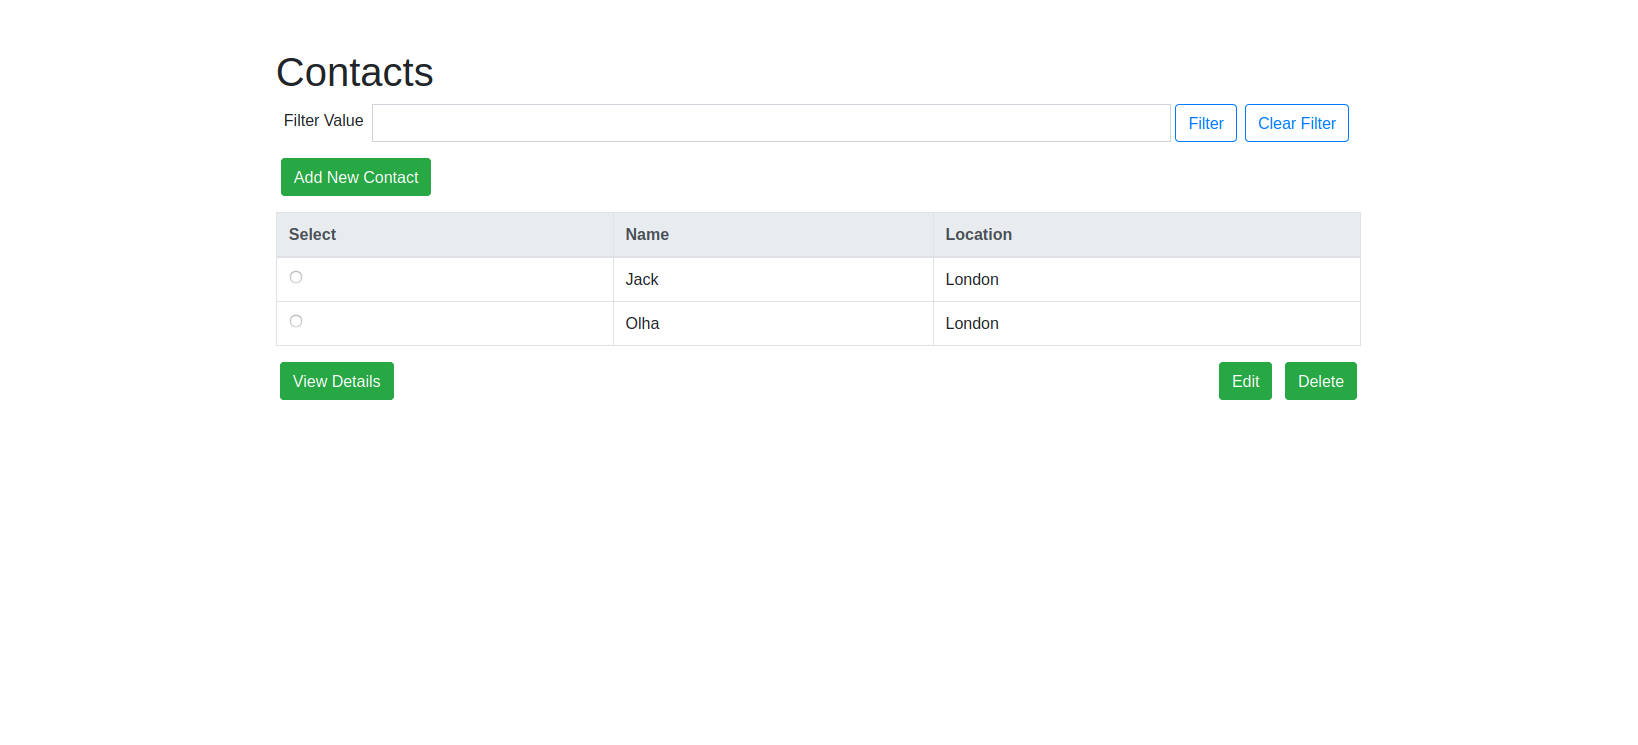 Contacts
Filter Value Filter Clear Filter
Add New Contact
Select Name Location
Jack London
Olha London
View Details Edit Delete